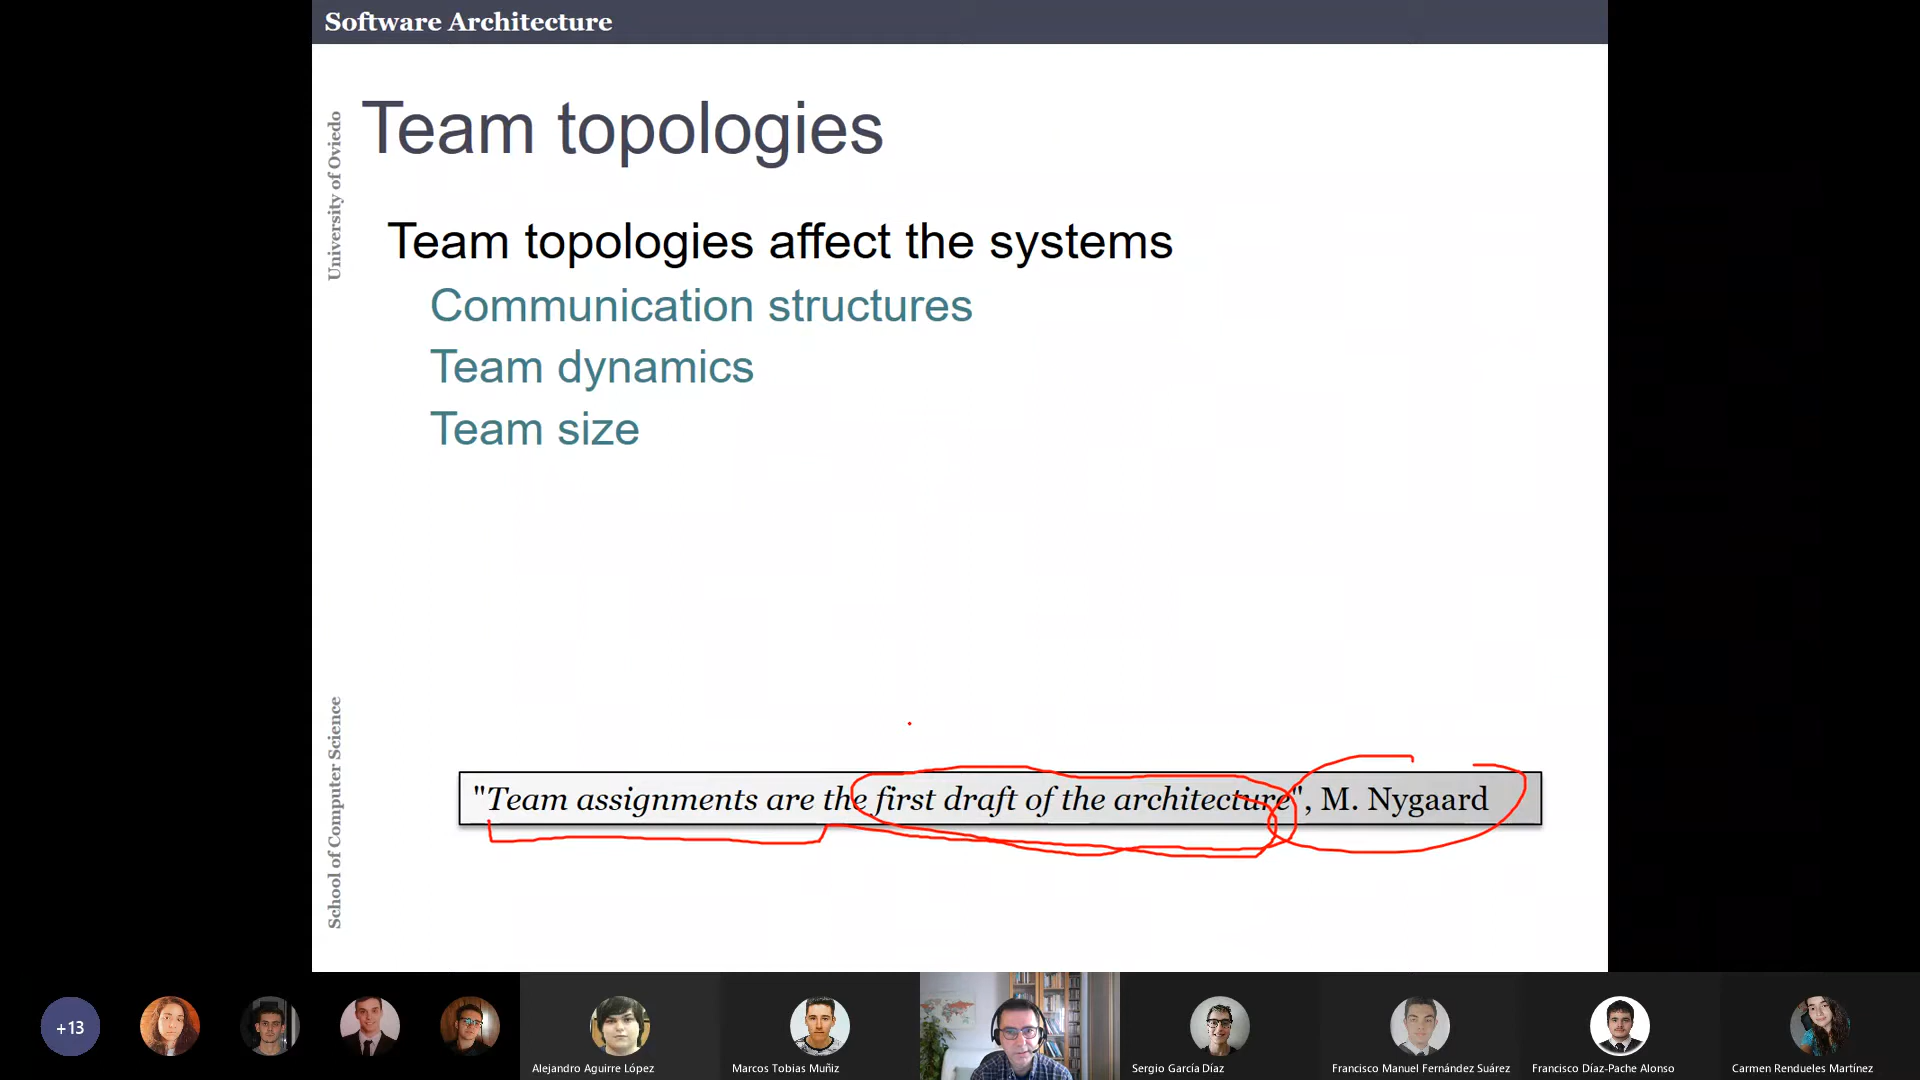 Software Architecture
University of Oviedo
Team topologies
Team topologies affect the systems
Communication structures
Team dynamics
Team size
School of Computer Science
"Team assignments are the first draft of the architecture", M. Nygaard
+13
Alejandro Aguirre López
Marcos Tobias Muñiz
Sergio García Díaz
Francisco Manuel Fernández Suárez
Francisco Díaz-Pache Alonso
Carmen Rendueles Martínez